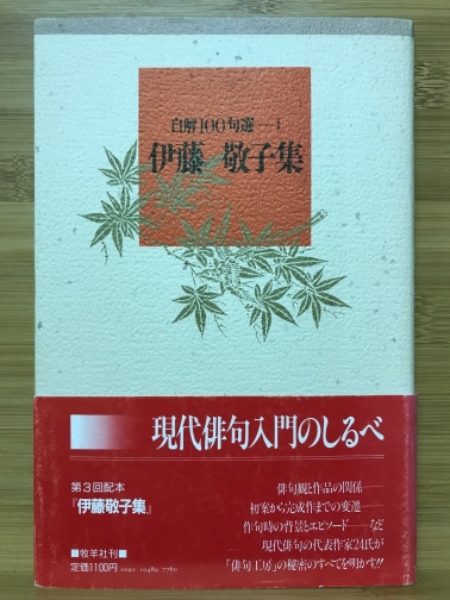 自解100句選─1
伊藤 敬子集
現代俳句入門のしるべ
俳句観と作品の関係──
初案から完成作までの変遷──
作句時の背景とエピソード──など
現代俳句の代表作家24氏が
「俳句工房」の秘密のすべてを明かす!!
第3回配本
『伊藤敬子集』
■牧羊社刊■
定価1100円